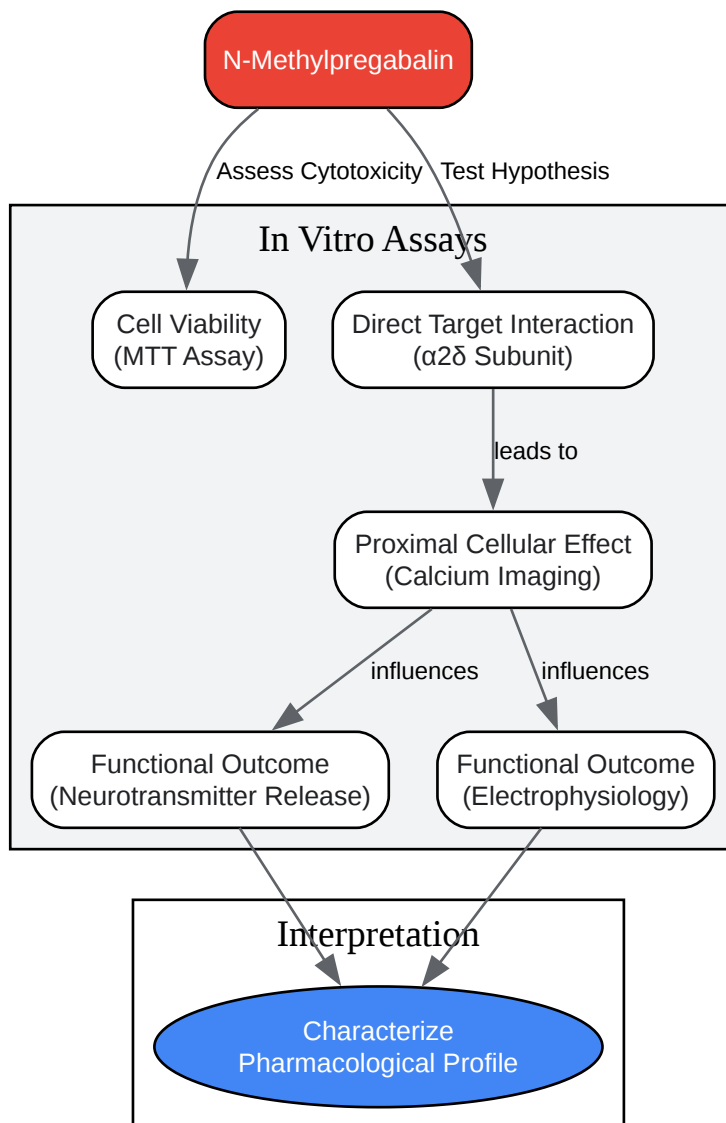 N-Methylpregabalin
Assess Cytotoxicity
Test Hypothesis
In Vitro Assays
Cell Viability
(MTT Assay)
Direct Target Interaction
(α2δ Subunit)
leads to
Proximal Cellular Effect
(Calcium Imaging)
influences
influences
Functional Outcome
(Neurotransmitter Release)
Functional Outcome
(Electrophysiology)
Interpretation
Characterize
Pharmacological Profile